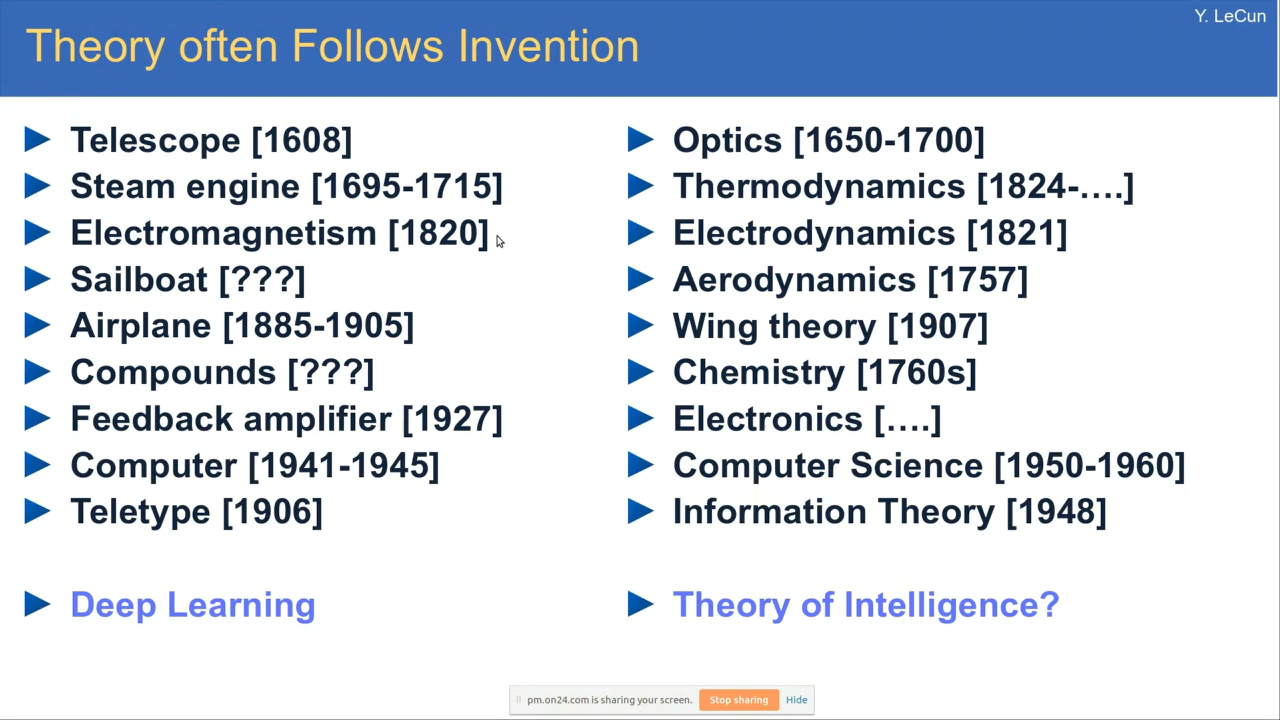 Y. LeCun
Theory often Follows Invention
Telescope [1608]
Steam engine [1695-1715]
Electromagnetism [1820]
Sailboat [???]
Airplane [1885-1905]
Compounds [???]
Feedback amplifier [1927]
Computer [1941-1945]
Teletype [1906]
Deep Learning
Optics [1650-1700]
Thermodynamics [1824-….]
Electrodynamics [1821]
Aerodynamics [1757]
Wing theory [1907]
Chemistry [1760s]
Electronics [….]
Computer Science [1950-1960]
Information Theory [1948]
Theory of Intelligence?
pm.on24.com is sharing your screen. Stop sharing Hide